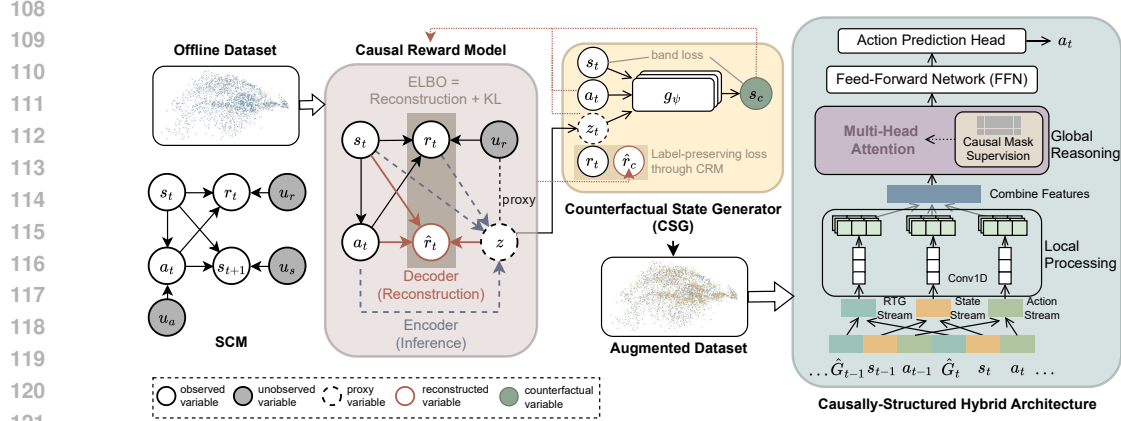 108
109
110
111
112
113
114
115
116
117
118
119
120
121
Offline Dataset
s_t
r_t
u_r
a_t
s_{t+1}
u_s
u_a
SCM
Causal Reward Model
ELBO =
Reconstruction + KL
s_t
r_t
u_r
proxy
a_t
r̂_t
z
Decoder
(Reconstruction)
Encoder
(Inference)
s_t
band loss
a_t
g_ψ
s_c
z_t
r_t
r̂_c
Label-preserving loss
through CRM
Counterfactual State Generator
(CSG)
Augmented Dataset
Action Prediction Head
a_t
Feed-Forward Network (FFN)
Multi-Head
Attention
Causal Mask
Supervision
Global
Reasoning
Combine Features
Local
Processing
Conv1D
RTG
Stream
State
Stream
Action
Stream
... Ĝ_{t-1} s_{t-1} a_{t-1} Ĝ_t s_t a_t ...
Causally-Structured Hybrid Architecture
observed
variable
unobserved
variable
proxy
variable
reconstructed
variable
counterfactual
variable